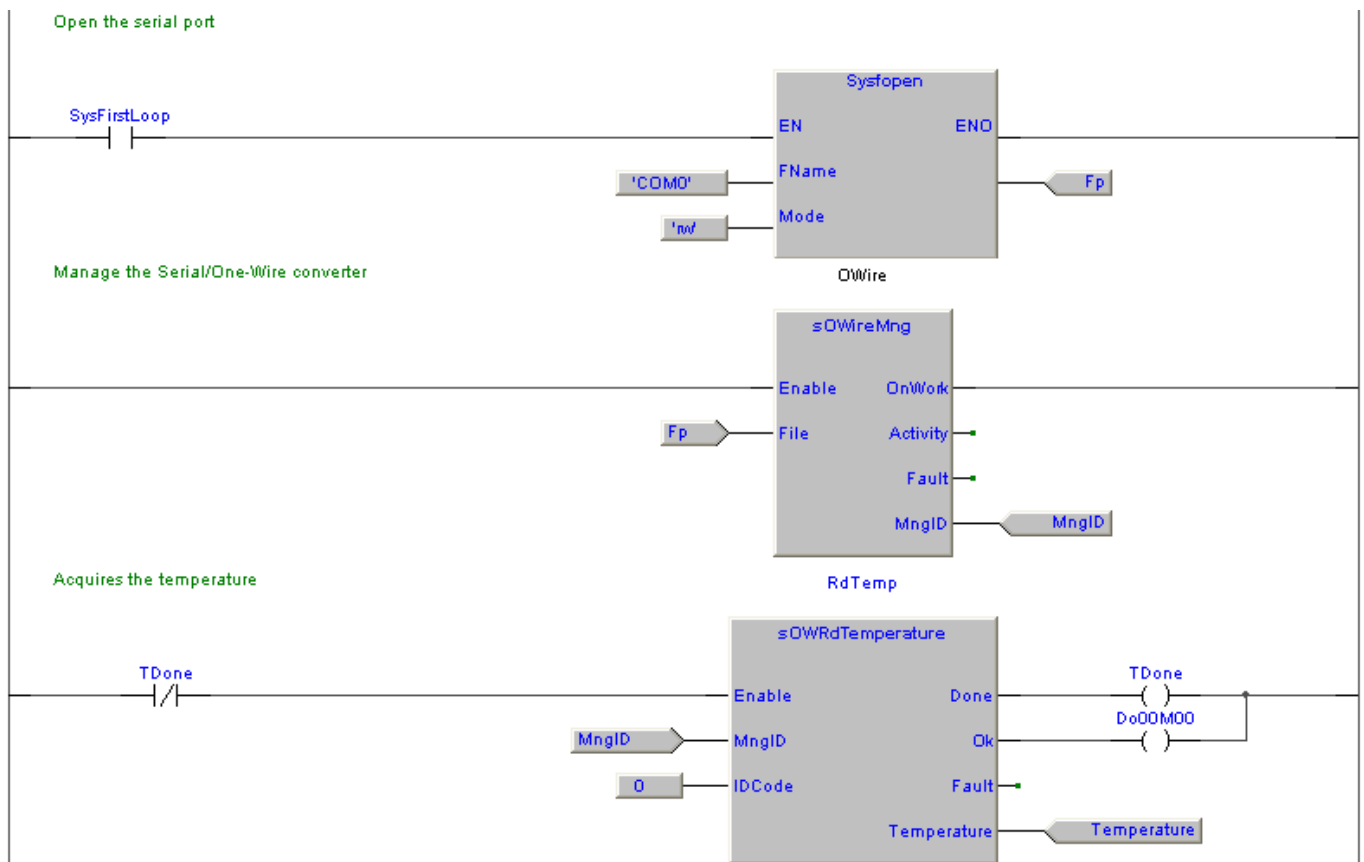 Open the serial port
Sysfopen
SysFirstLoop
EN ENO
'COM0' FName Fp
'rw' Mode
Manage the Serial/One-Wire converter OWire
sOWireMng
Enable OnWork
Fp File Activity
Fault
MngID MngID
Acquires the temperature RdTemp
sOWRdTemperature
TDone TDone
Enable Done
Do00M00
MngID MngID Ok
0 IDCode Fault
Temperature Temperature